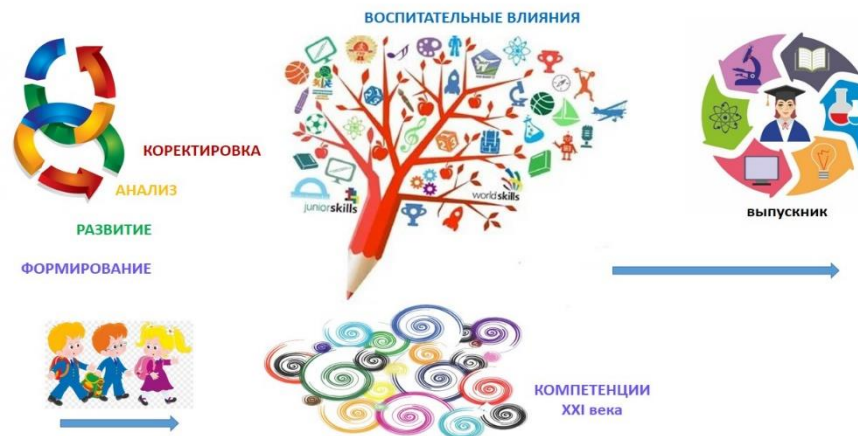 ВОСПИТАТЕЛЬНЫЕ ВЛИЯНИЯ
КОРЕКТИРОВКА
АНАЛИЗ
РАЗВИТИЕ
ФОРМИРОВАНИЕ
juniorskills
worldskills
выпускник
КОМПЕТЕНЦИИ
XXI века